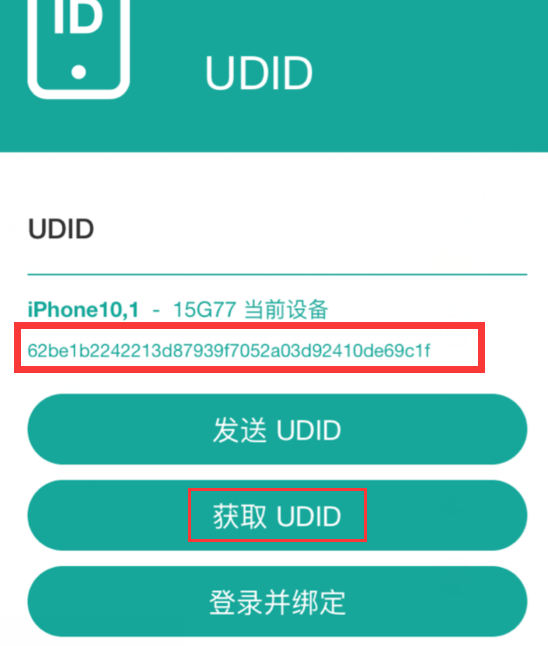 ID
UDID
UDID
iPhone10,1 - 15G77 当前设备
62be1b2242213d87939f7052a03d92410de69c1f
发送 UDID
获取 UDID
登录并绑定